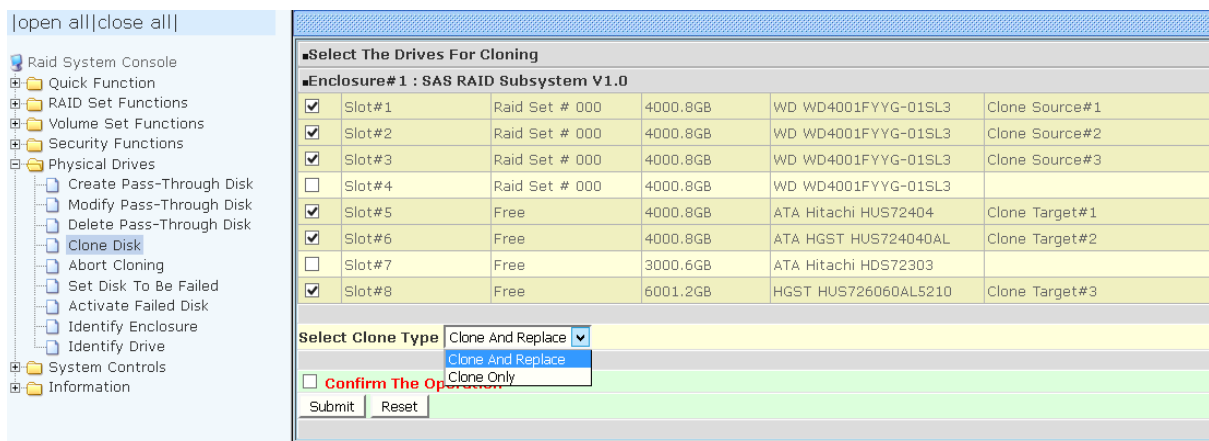 |open all|close all|
Raid System Console
Quick Function
RAID Set Functions
Volume Set Functions
Security Functions
Physical Drives
Create Pass-Through Disk
Modify Pass-Through Disk
Delete Pass-Through Disk
Clone Disk
Abort Cloning
Set Disk To Be Failed
Activate Failed Disk
Identify Enclosure
Identify Drive
System Controls
Information
▪Select The Drives For Cloning
▪Enclosure#1 : SAS RAID Subsystem V1.0
Slot#1 Raid Set # 000 4000.8GB WD WD4001FYYG-01SL3 Clone Source#1
Slot#2 Raid Set # 000 4000.8GB WD WD4001FYYG-01SL3 Clone Source#2
Slot#3 Raid Set # 000 4000.8GB WD WD4001FYYG-01SL3 Clone Source#3
Slot#4 Raid Set # 000 4000.8GB WD WD4001FYYG-01SL3
Slot#5 Free 4000.8GB ATA Hitachi HUS72404 Clone Target#1
Slot#6 Free 4000.8GB ATA HGST HUS724040AL Clone Target#2
Slot#7 Free 3000.6GB ATA Hitachi HDS72303
Slot#8 Free 6001.2GB HGST HUS726060AL5210 Clone Target#3
Select Clone Type Clone And Replace
Clone And Replace
Clone Only
Confirm The Operation
Submit Reset